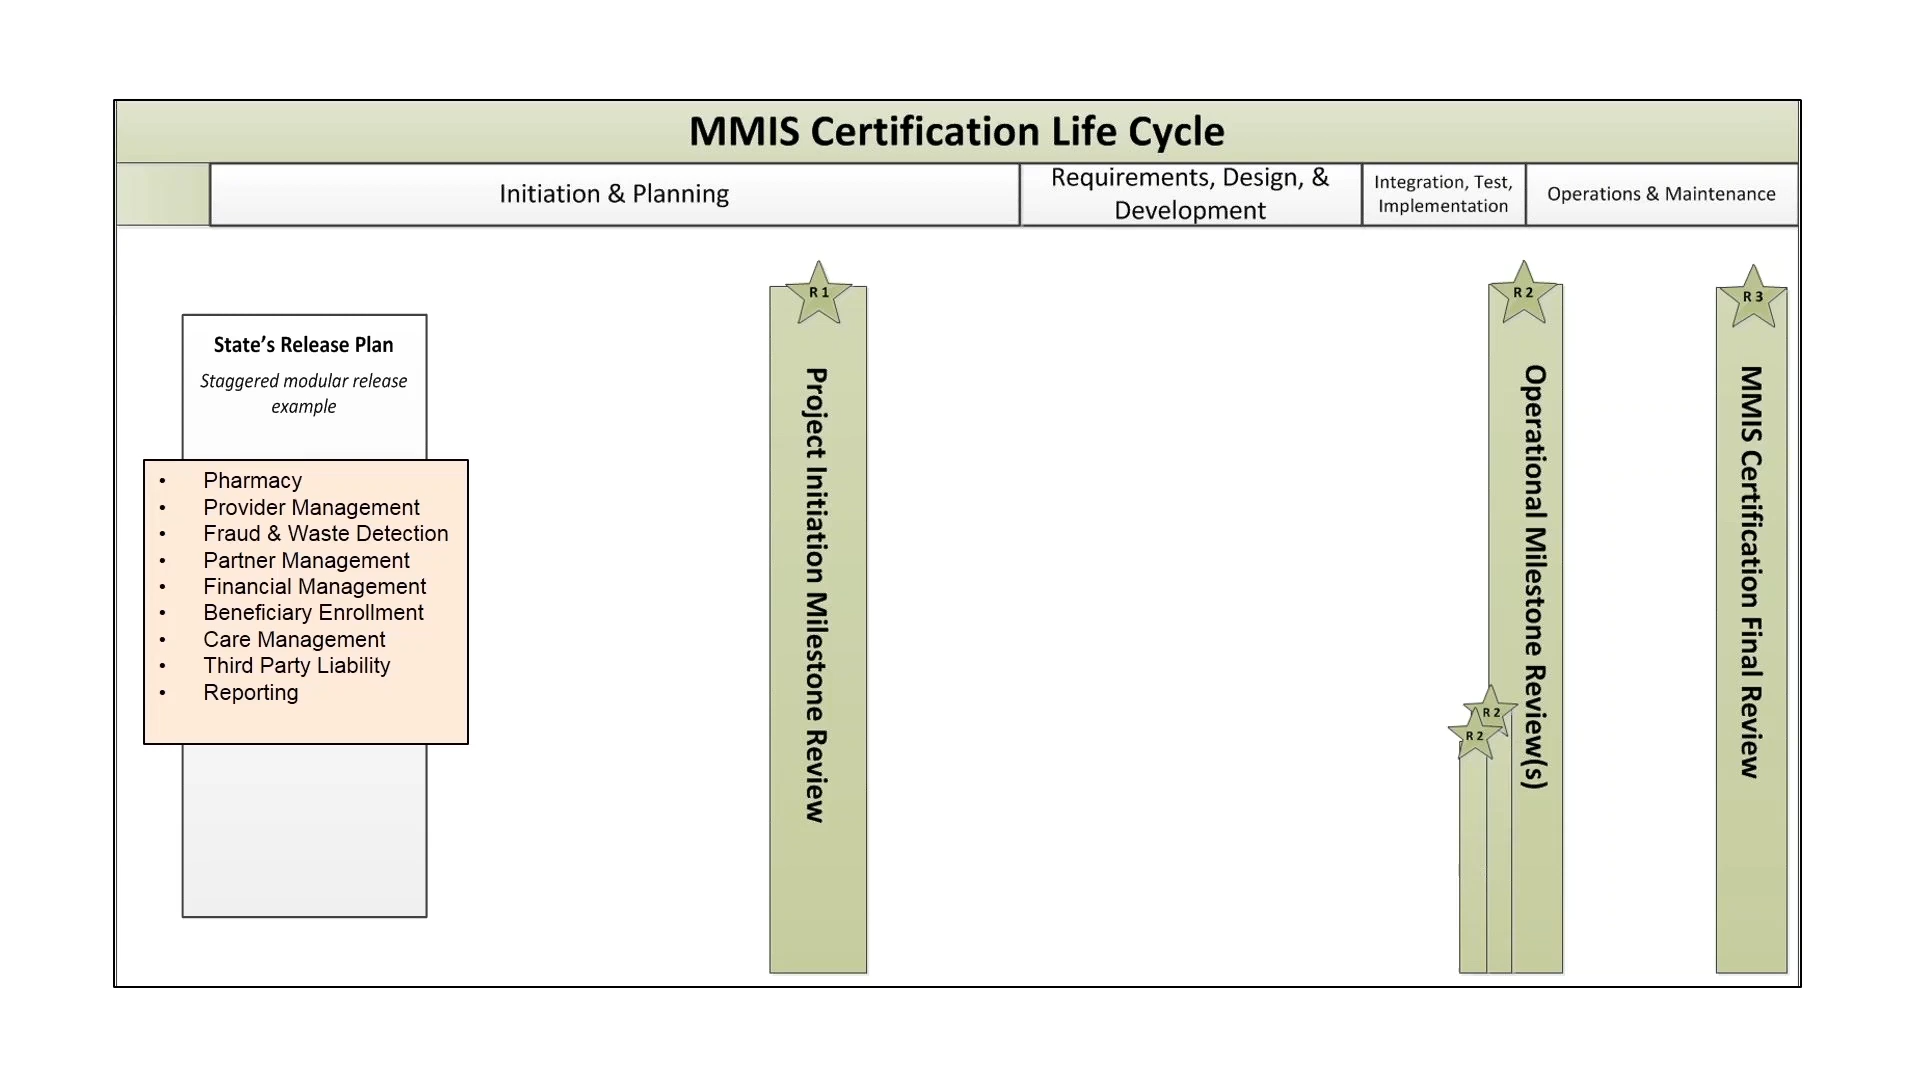 MMIS Certification Life Cycle
Initiation & Planning
Requirements, Design, &
Development
Integration, Test,
Implementation
Operations & Maintenance
State’s Release Plan
Staggered modular release
example
• Pharmacy
• Provider Management
• Fraud & Waste Detection
• Partner Management
• Financial Management
• Beneficiary Enrollment
• Care Management
• Third Party Liability
• Reporting
R 1
Project Initiation Milestone Review
R 2
Operational Milestone Review(s)
R 2
R 2
R 3
MMIS Certification Final Review